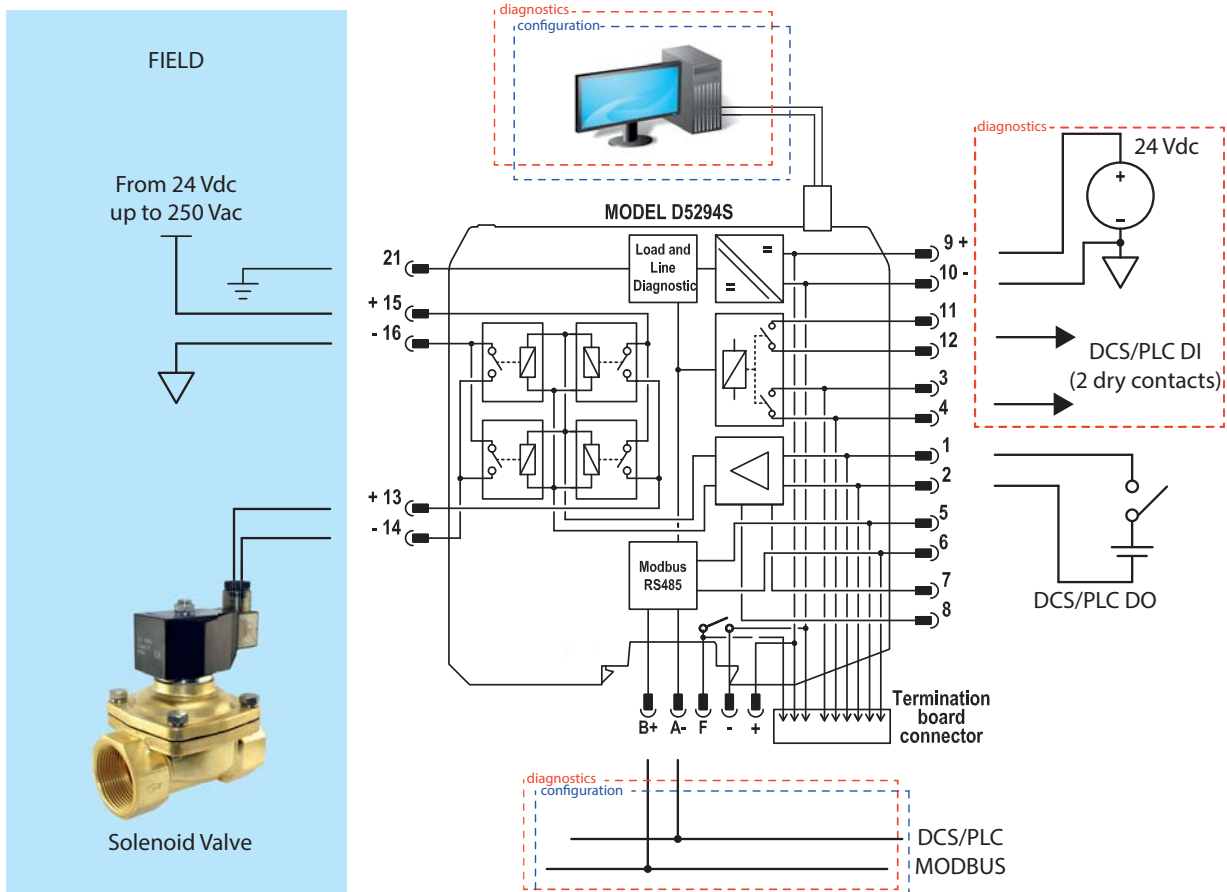 diagnostics
configuration
FIELD
From 24 Vdc
up to 250 Vac
MODEL D5294S
diagnostics
24 Vdc
+
-
21
+ 15
- 16
+ 13
- 14
Load and
Line
Diagnostic
=
=
9 +
10 -
11
12
3
4
1
2
5
6
7
8
DCS/PLC DI
(2 dry contacts)
DCS/PLC DO
Modbus
RS485
B+ A- F - +
Termination
board
connector
diagnostics
configuration
DCS/PLC
MODBUS
Solenoid Valve